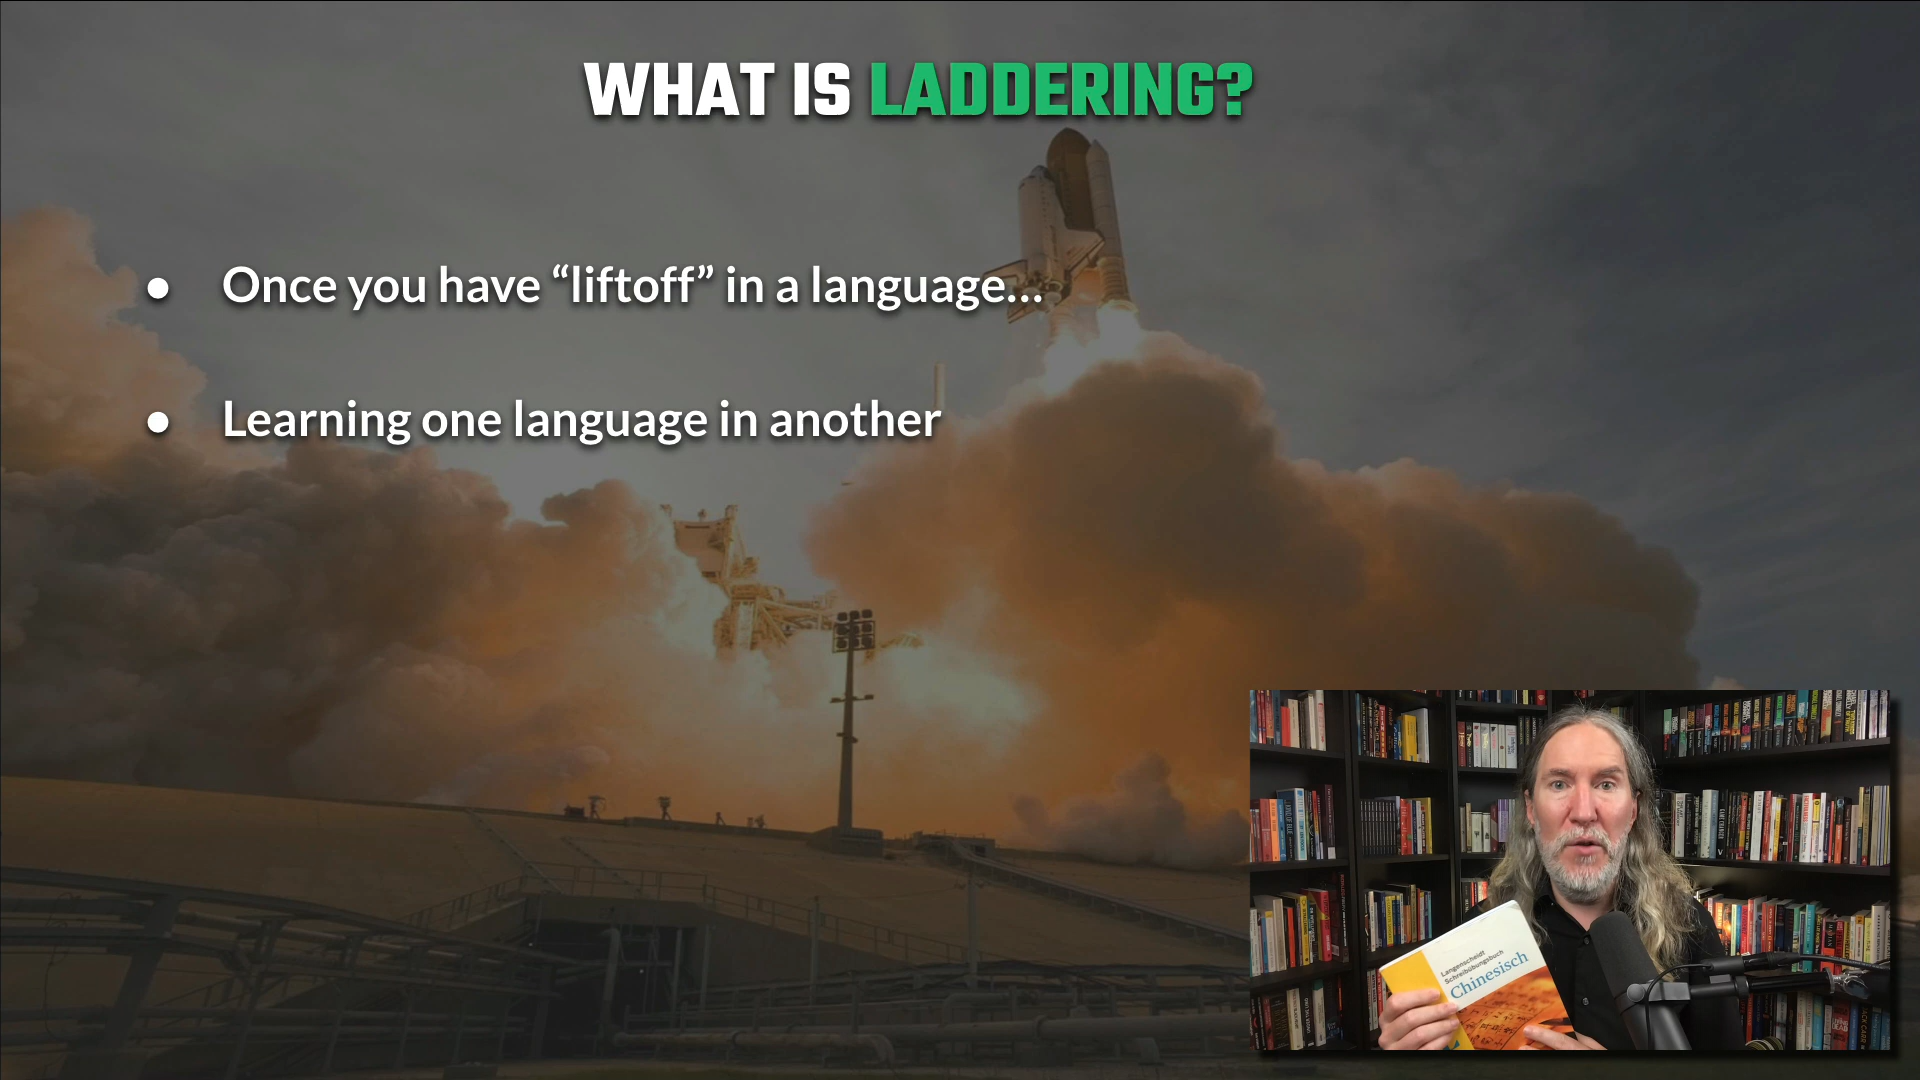 WHAT IS LADDERING?
● Once you have “liftoff” in a language...
● Learning one language in another
Langenscheidt
Schreibübungsbuch
Chinesisch